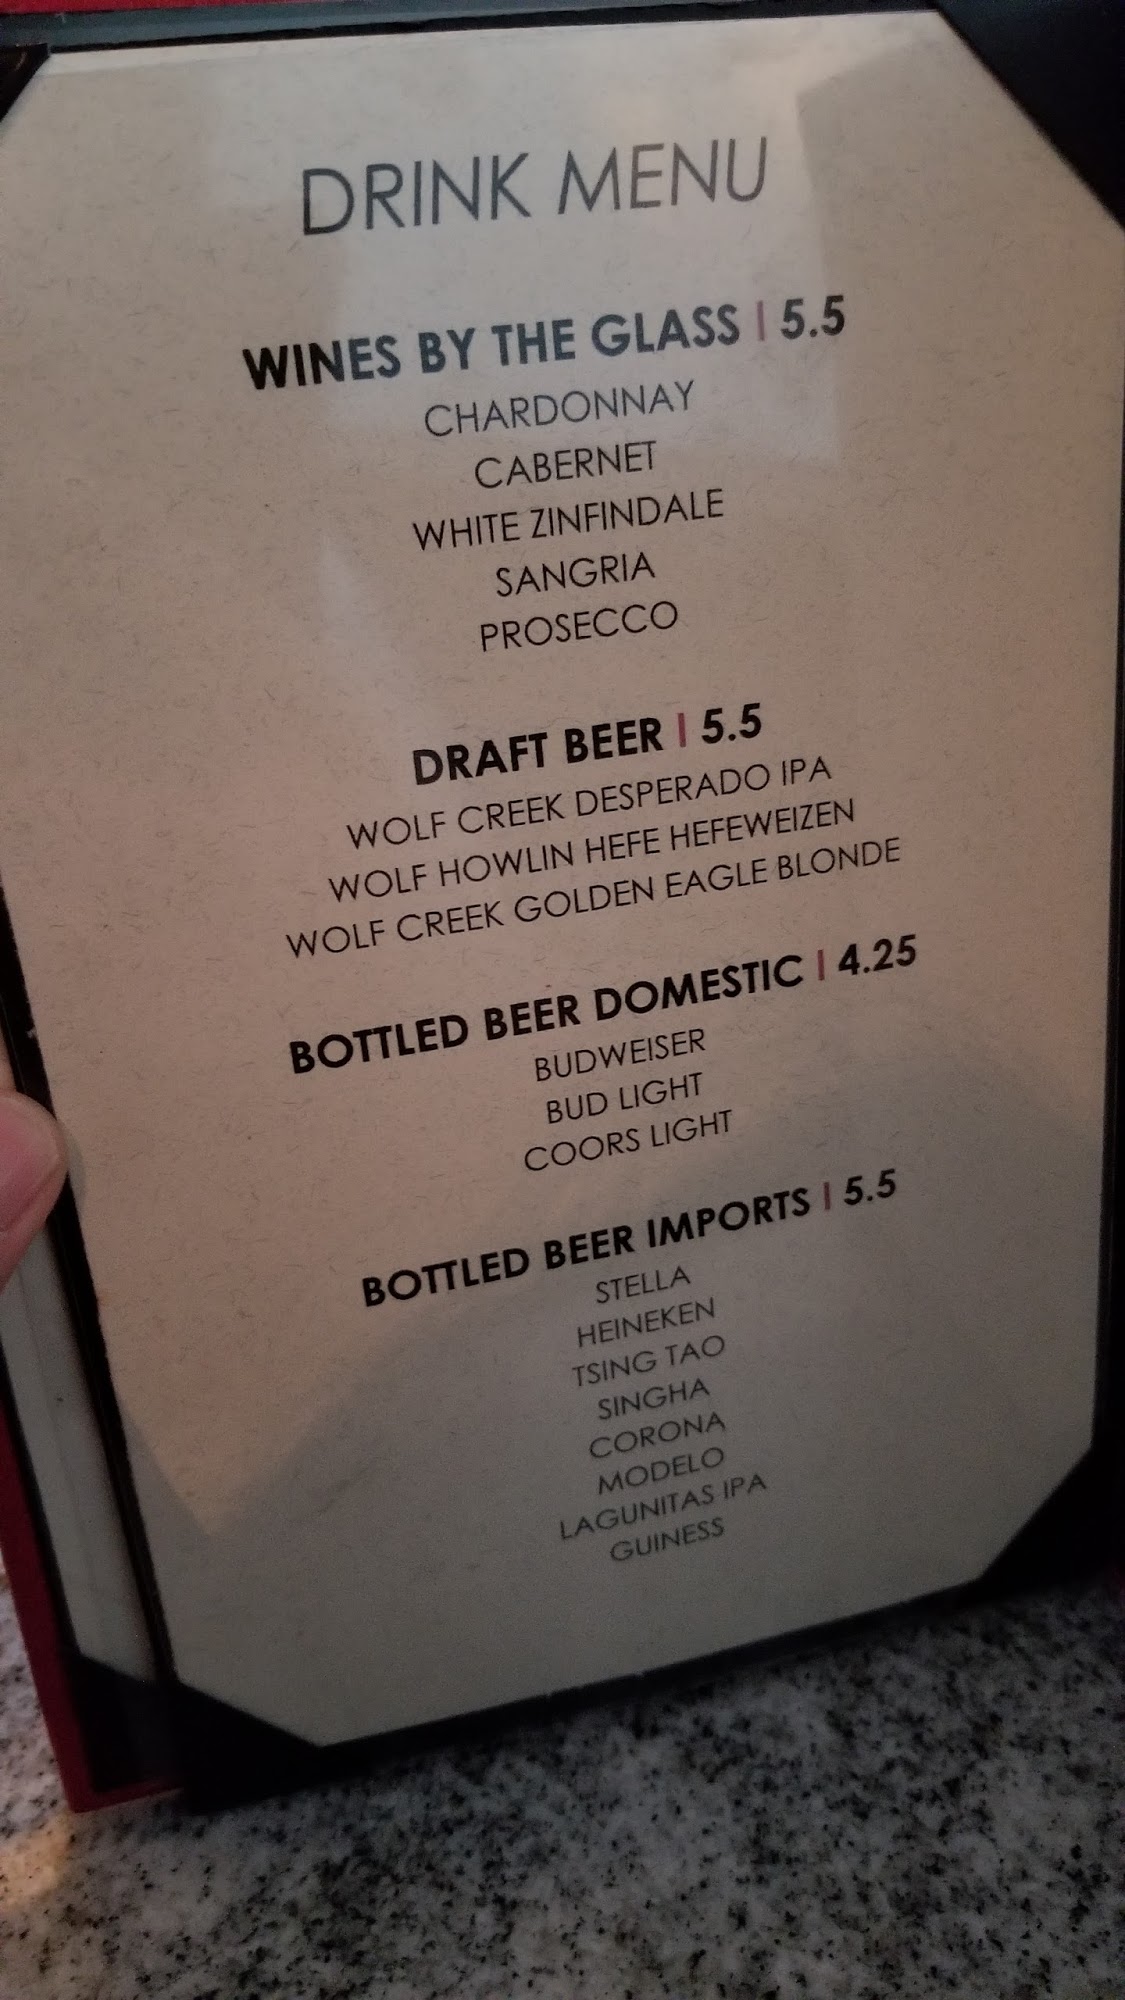 DRINK MENU
WINES BY THE GLASS | 5.5
CHARDONNAY
CABERNET
WHITE ZINFINDALE
SANGRIA
PROSECCO
DRAFT BEER | 5.5
WOLF CREEK DESPERADO IPA
WOLF HOWLIN HEFE HEFEWEIZEN
WOLF CREEK GOLDEN EAGLE BLONDE
BOTTLED BEER DOMESTIC | 4.25
BUDWEISER
BUD LIGHT
COORS LIGHT
BOTTLED BEER IMPORTS | 5.5
STELLA
HEINEKEN
TSING TAO
SINGHA
CORONA
MODELO
LAGUNITAS IPA
GUINESS